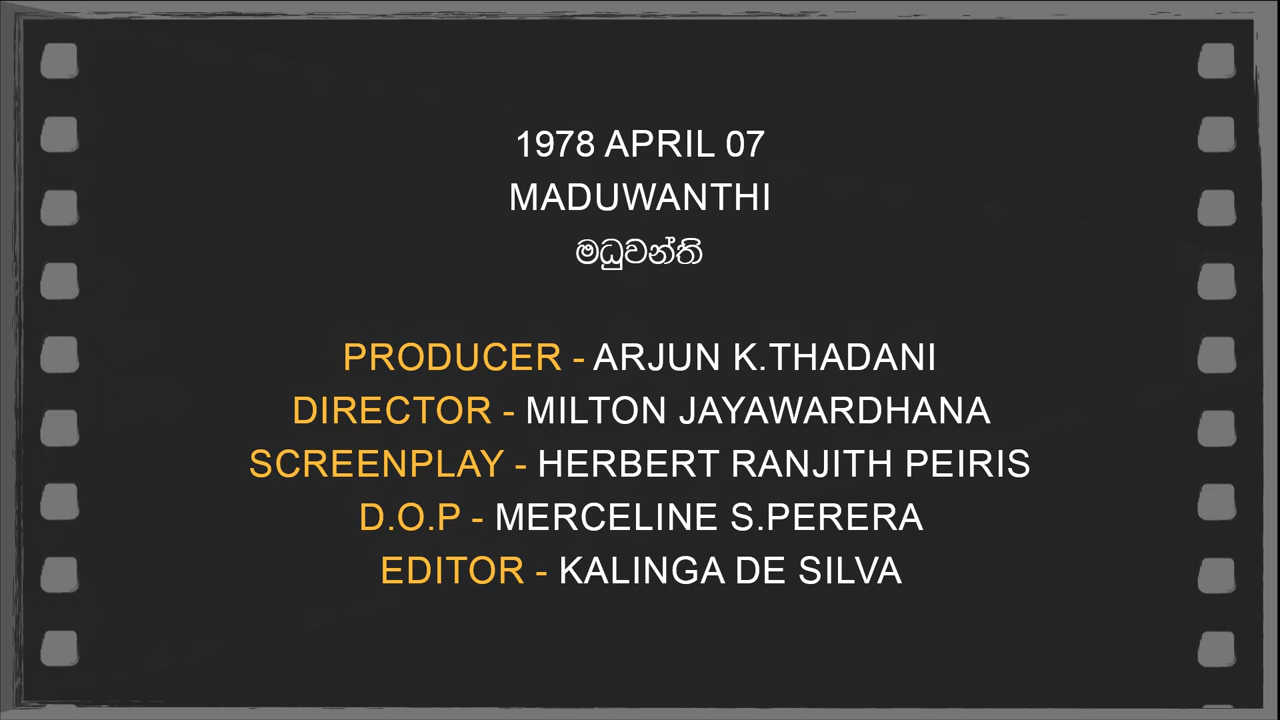 1978 APRIL 07
MADUWANTHI
මධුවන්ති
PRODUCER - ARJUN K.THADANI
DIRECTOR - MILTON JAYAWARDHANA
SCREENPLAY - HERBERT RANJITH PEIRIS
D.O.P - MERCELINE S.PERERA
EDITOR - KALINGA DE SILVA